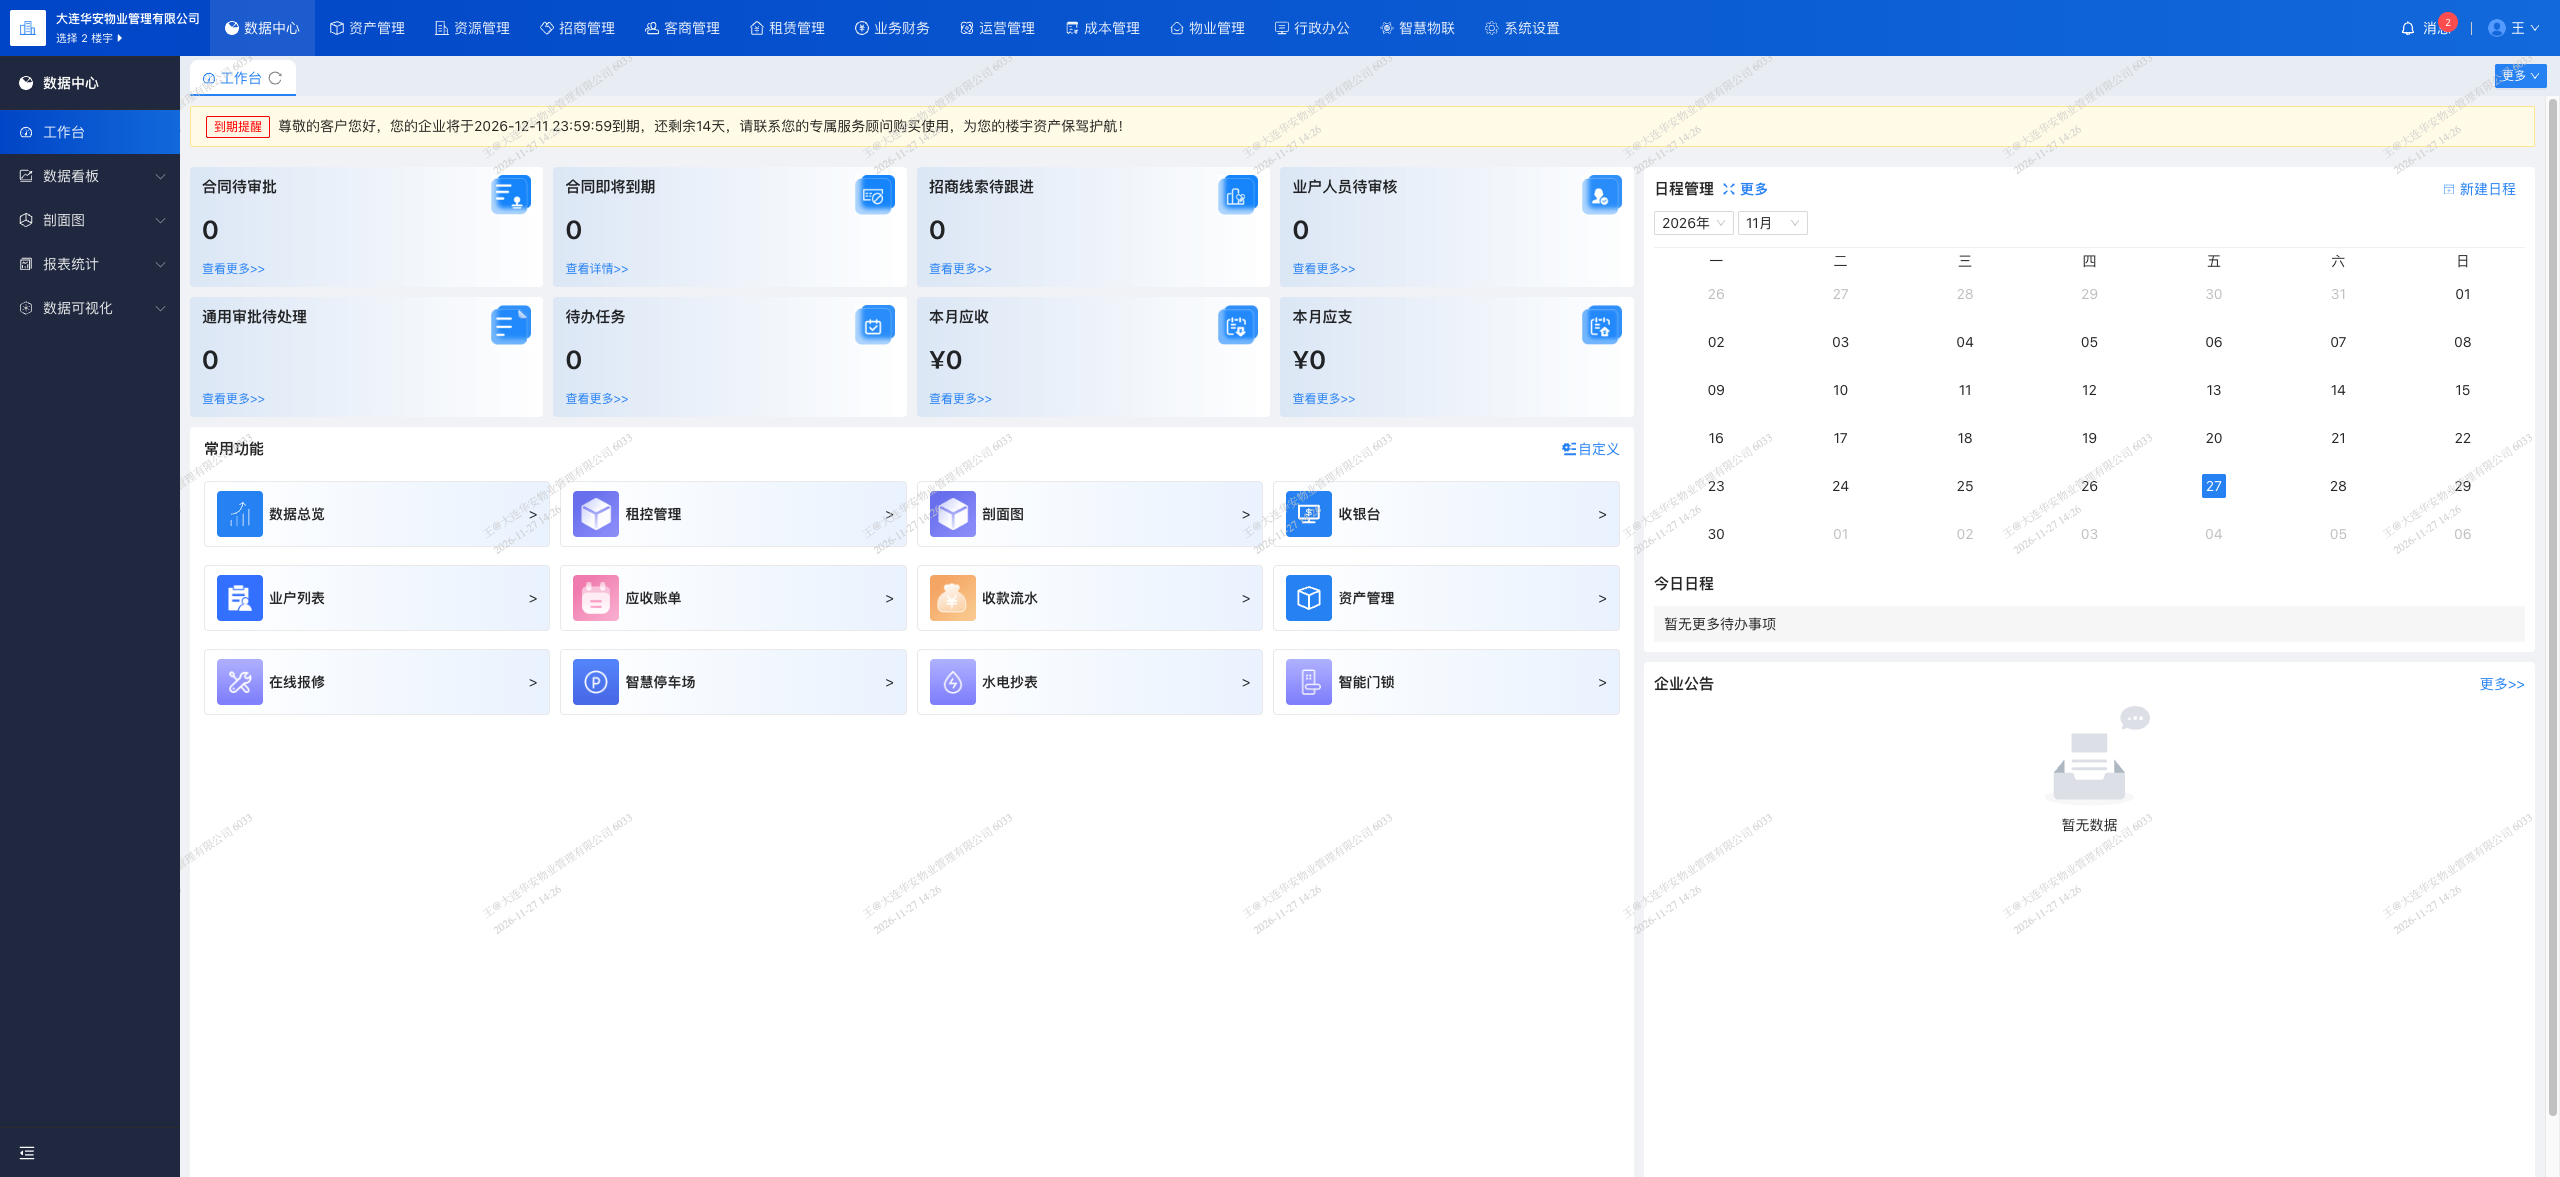 大连华安物业管理有限公司
选择 2 楼宇
数据中心
资产管理
资源管理
招商管理
客商管理
租赁管理
业务财务
运营管理
成本管理
物业管理
行政办公
智慧物联
系统设置
2
王
数据中心
工作台
数据看板
剖面图
报表统计
数据可视化
工作台
更多
到期提醒 尊敬的客户您好，您的企业将于2026-12-11 23:59:59到期，还剩余14天，请联系您的专属服务顾问购买使用，为您的楼宇资产保驾护航！
合同待审批
0
查看更多>>
合同即将到期
0
查看详情>>
招商线索待跟进
0
查看更多>>
业户人员待审核
0
查看更多>>
通用审批待处理
0
查看更多>>
待办任务
0
查看更多>>
本月应收
¥0
查看更多>>
本月应支
¥0
查看更多>>
常用功能
自定义
数据总览 >
租控管理 >
剖面图 >
收银台 >
业户列表 >
应收账单 >
收款流水 >
资产管理 >
在线报修 >
智慧停车场 >
水电抄表 >
智能门锁 >
日程管理 更多
新建日程
2026年 11月
一 二 三 四 五 六 日
26 27 28 29 30 31 01
02 03 04 05 06 07 08
09 10 11 12 13 14 15
16 17 18 19 20 21 22
23 24 25 26 27 28 29
30 01 02 03 04 05 06
今日日程
暂无更多待办事项
企业公告
更多>>
暂无数据
王@大连华安物业管理有限公司 6033
2026-11-27 14:26